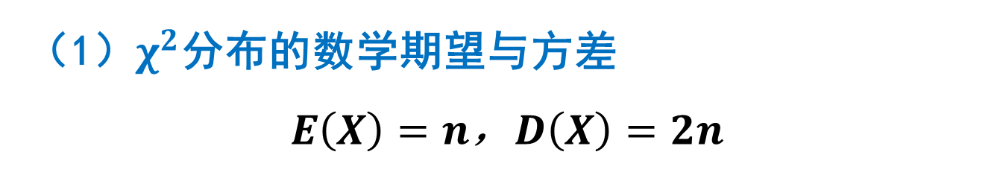 （1）χ²分布的数学期望与方差
E(X) = n，D(X) = 2n